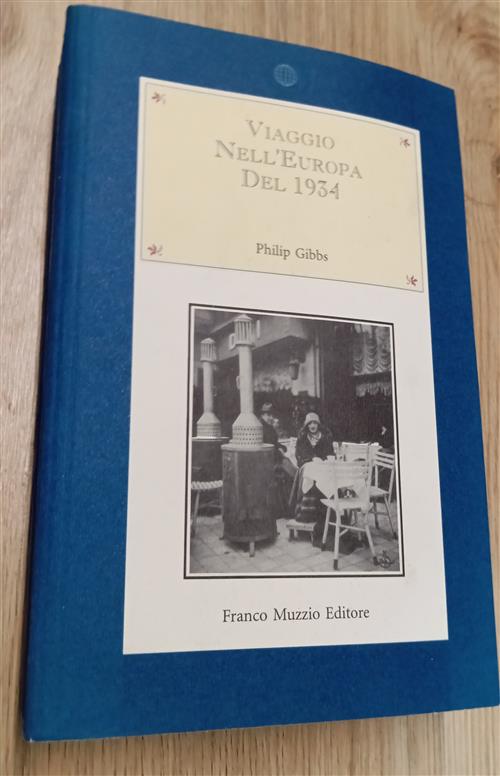 VIAGGIO
NELL'EUROPA
DEL 1934
Philip Gibbs
Franco Muzzio Editore